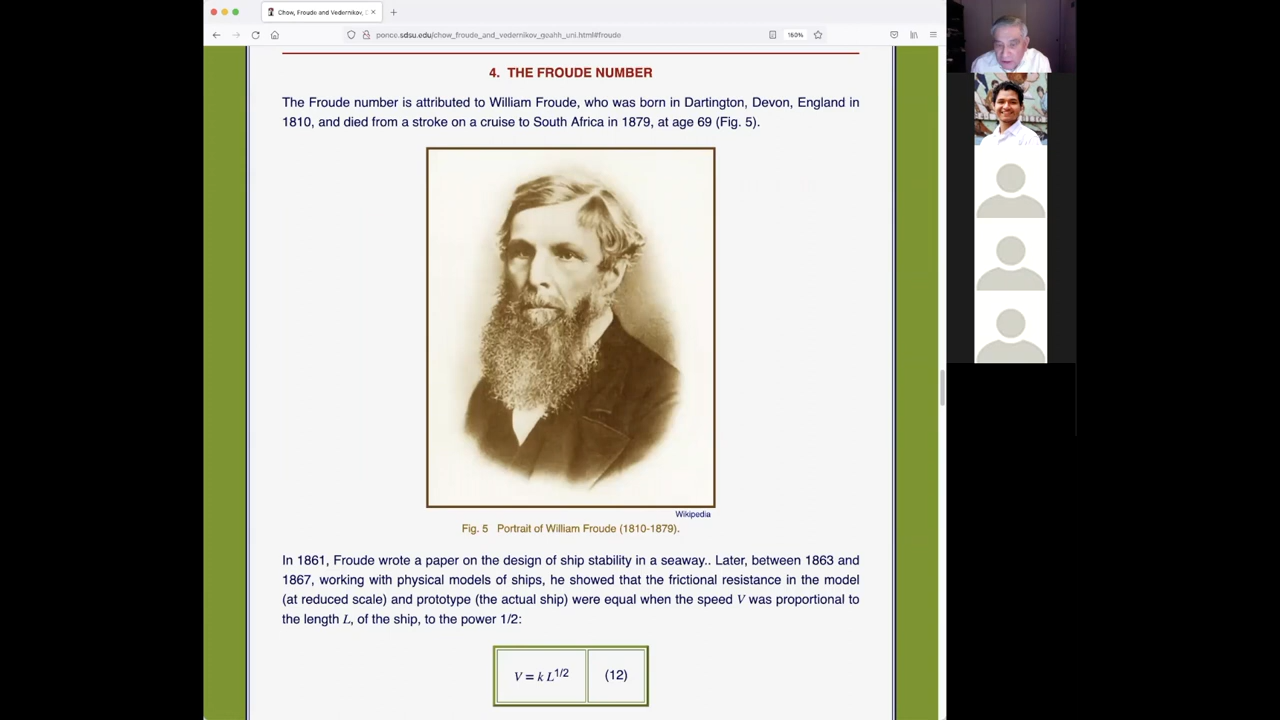 Chow, Froude and Vedernikov,
ponce.sdsu.edu/chow_froude_and_vedernikov_goahh_uni.html#froude
160%
4. THE FROUDE NUMBER
The Froude number is attributed to William Froude, who was born in Dartington, Devon, England in
1810, and died from a stroke on a cruise to South Africa in 1879, at age 69 (Fig. 5).
Wikipedia
Fig. 5 Portrait of William Froude (1810-1879).
In 1861, Froude wrote a paper on the design of ship stability in a seaway.. Later, between 1863 and
1867, working with physical models of ships, he showed that the frictional resistance in the model
(at reduced scale) and prototype (the actual ship) were equal when the speed V was proportional to
the length L, of the ship, to the power 1/2:
V = k L^1/2 (12)